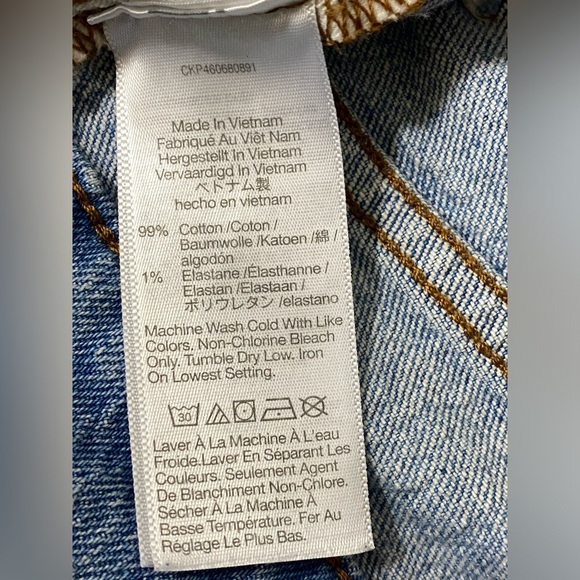 CKP460680891
Made In Vietnam
Fabriqué Au Viêt Nam
Hergestellt In Vietnam
Vervaardigd In Vietnam
ベトナム製
hecho en vietnam
99% Cotton /Coton /
Baumwolle /Katoen /綿 /
algodón
1% Elastane /Élasthanne /
Elastan / Elastaan /
ポリウレタン /elastano
Machine Wash Cold With Like
Colors. Non-Chlorine Bleach
Only. Tumble Dry Low. Iron
On Lowest Setting.
30
Laver À La Machine À L'eau
Froide.Laver En Séparant Les
Couleurs. Seulement Agent
De Blanchiment Non-Chlore.
Sécher À La Machine À
Basse Température. Fer Au
Réglage Le Plus Bas.